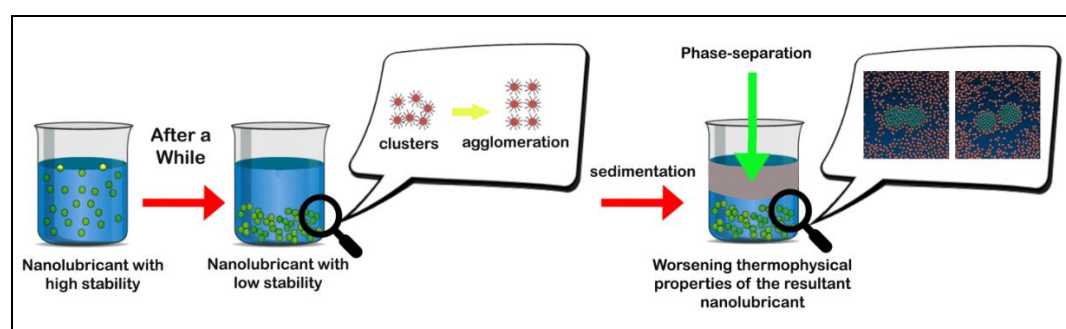 After a
While
Nanolubricant with
high stability
Nanolubricant with
low stability
clusters
agglomeration
sedimentation
Phase-separation
Worsening thermophysical
properties of the resultant
nanolubricant